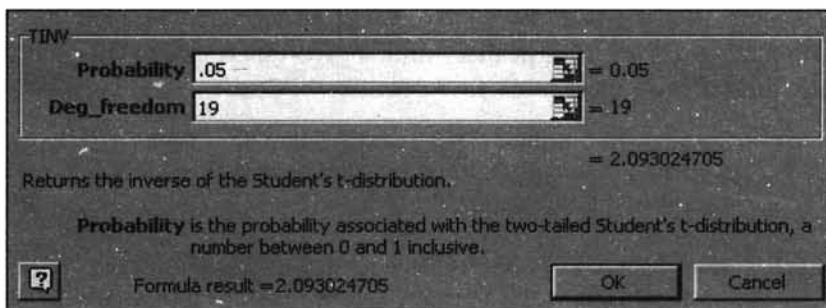 TINV
Probability .05 = 0.05
Deg_freedom 19 = 19
= 2.093024705
Returns the inverse of the Student's t-distribution.
Probability is the probability associated with the two-tailed Student's t-distribution, a
number between 0 and 1 inclusive.
? Formula result =2.093024705 OK Cancel